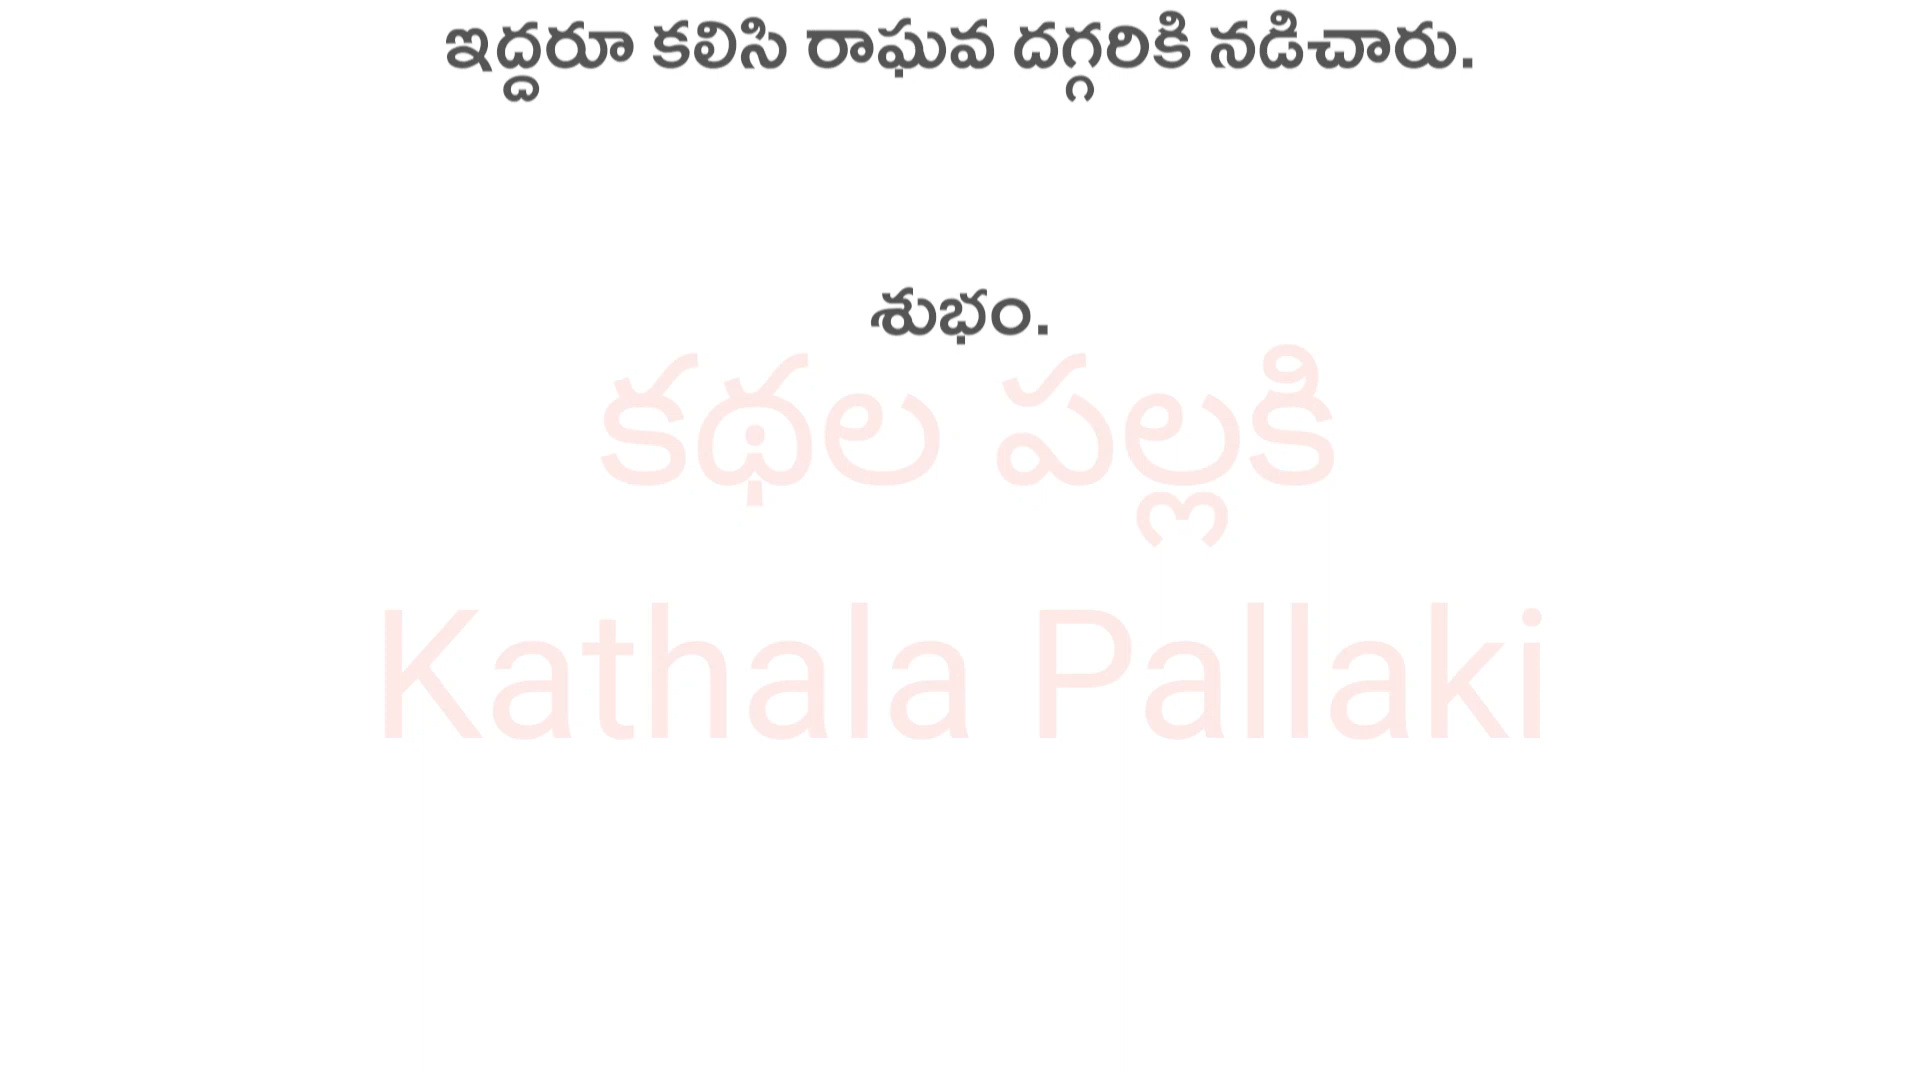 ఇద్దరూ కలిసి రాఘవ దగ్గరికి నడిచారు.
శుభం.
కథల పల్లకి
Kathala Pallaki